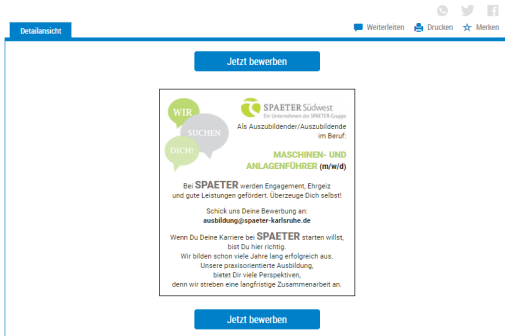 Detailansicht
Weiterleiten Drucken Merken
Jetzt bewerben
WIR
SUCHEN
DICH!
SPAETER Südwest
Ein Unternehmen der SPAETER Gruppe
Als Auszubildender/Auszubildende
im Beruf:
MASCHINEN- UND
ANLAGENFÜHRER (m/w/d)
Bei SPAETER werden Engagement, Ehrgeiz
und gute Leistungen gefördert. Überzeuge Dich selbst!
Schick uns Deine Bewerbung an:
ausbildung@spaeter-karlsruhe.de
Wenn Du Deine Karriere bei SPAETER starten willst,
bist Du hier richtig.
Wir bilden schon viele Jahre lang erfolgreich aus.
Unsere praxisorientierte Ausbildung,
bietet Dir viele Perspektiven,
denn wir streben eine langfristige Zusammenarbeit an.
Jetzt bewerben